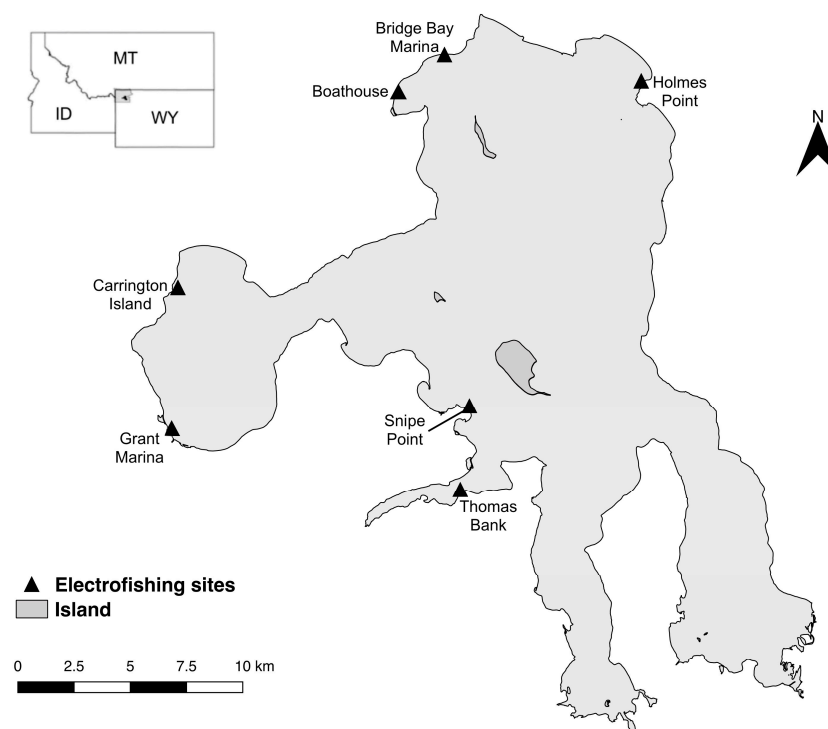 MT
ID
WY
Bridge Bay
Marina
Boathouse
Holmes
Point
N
Carrington
Island
Grant
Marina
Snipe
Point
Thomas
Bank
Electrofishing sites
Island
0 2.5 5 7.5 10 km